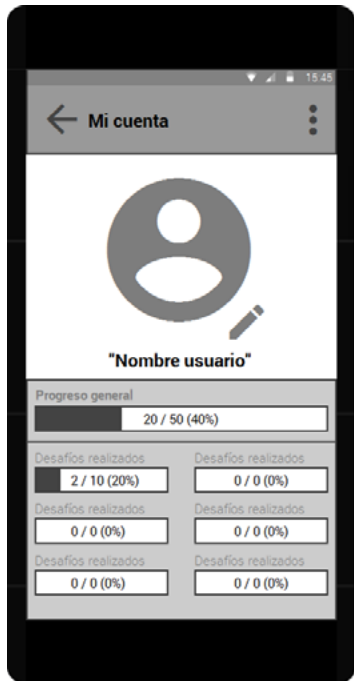 15:45
Mi cuenta
"Nombre usuario"
Progreso general
20 / 50 (40%)
Desafíos realizados Desafíos realizados
2 / 10 (20%) 0 / 0 (0%)
Desafíos realizados Desafíos realizados
0 / 0 (0%) 0 / 0 (0%)
Desafíos realizados Desafíos realizados
0 / 0 (0%) 0 / 0 (0%)